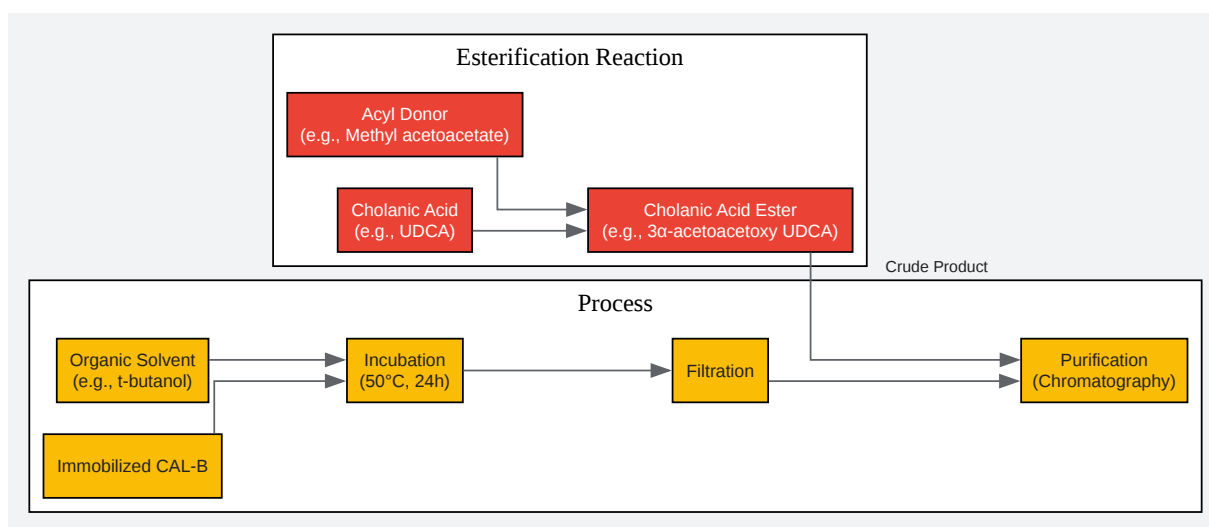 Esterification Reaction
Acyl Donor
(e.g., Methyl acetoacetate)
Cholanic Acid
(e.g., UDCA)
Cholanic Acid Ester
(e.g., 3α-acetoacetoxy UDCA)
Crude Product
Process
Organic Solvent
(e.g., t-butanol)
Incubation
(50°C, 24h)
Filtration
Purification
(Chromatography)
Immobilized CAL-B